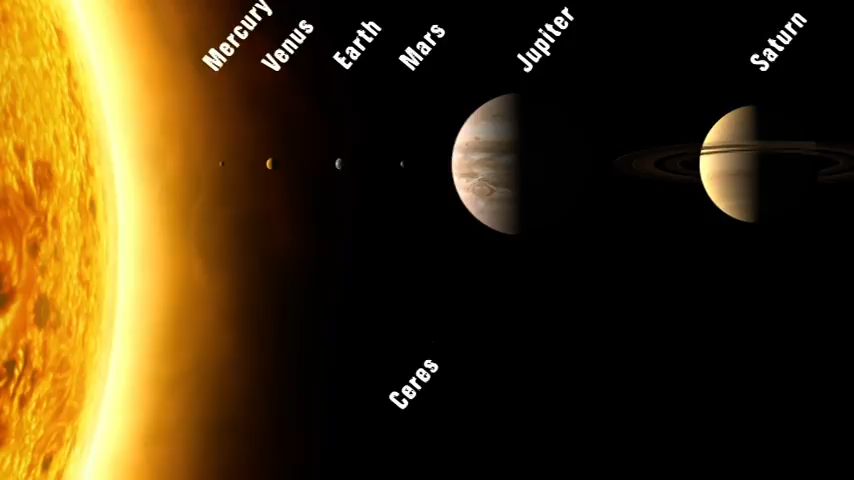 Mercury
Venus
Earth
Mars
Jupiter
Saturn
Ceres